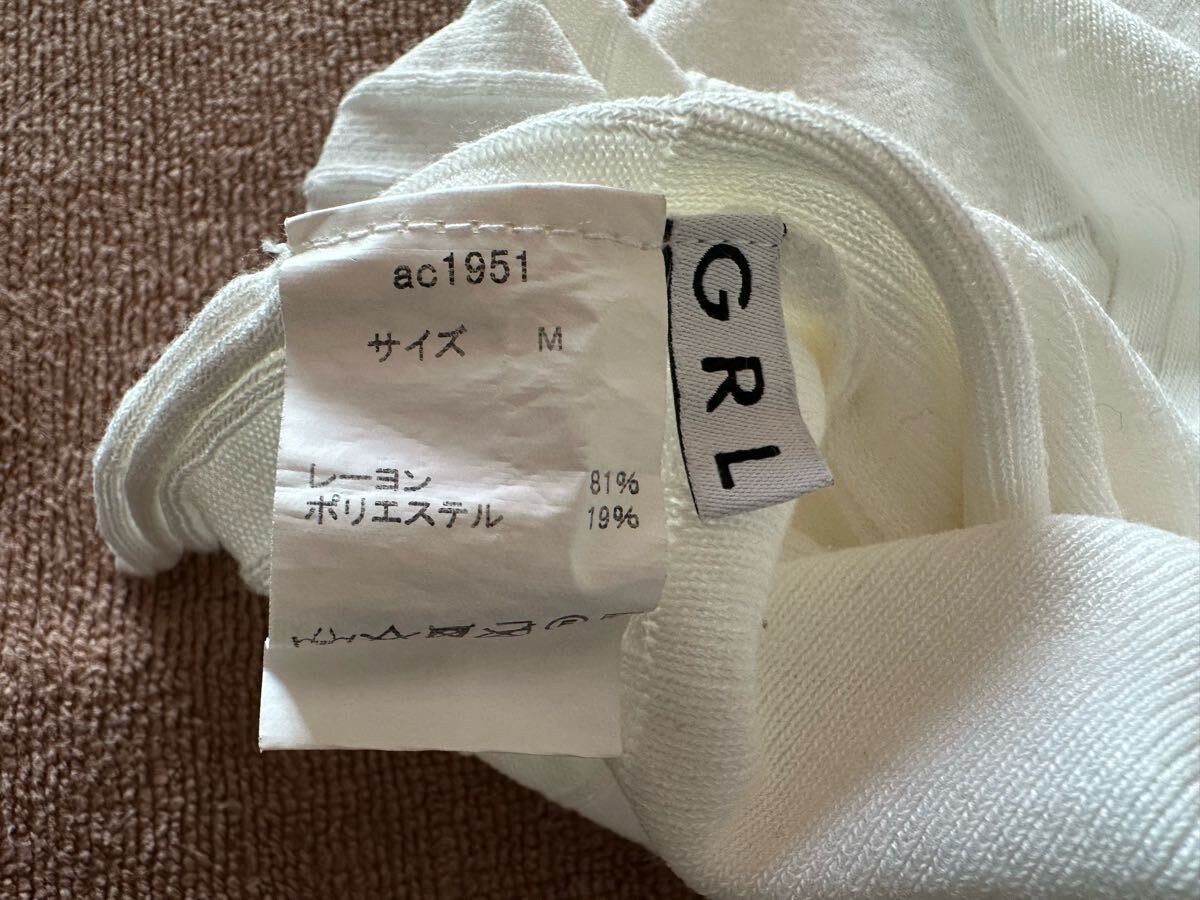 ac1951
サイズ M
レーヨン 81%
ポリエステル 19%
GRL